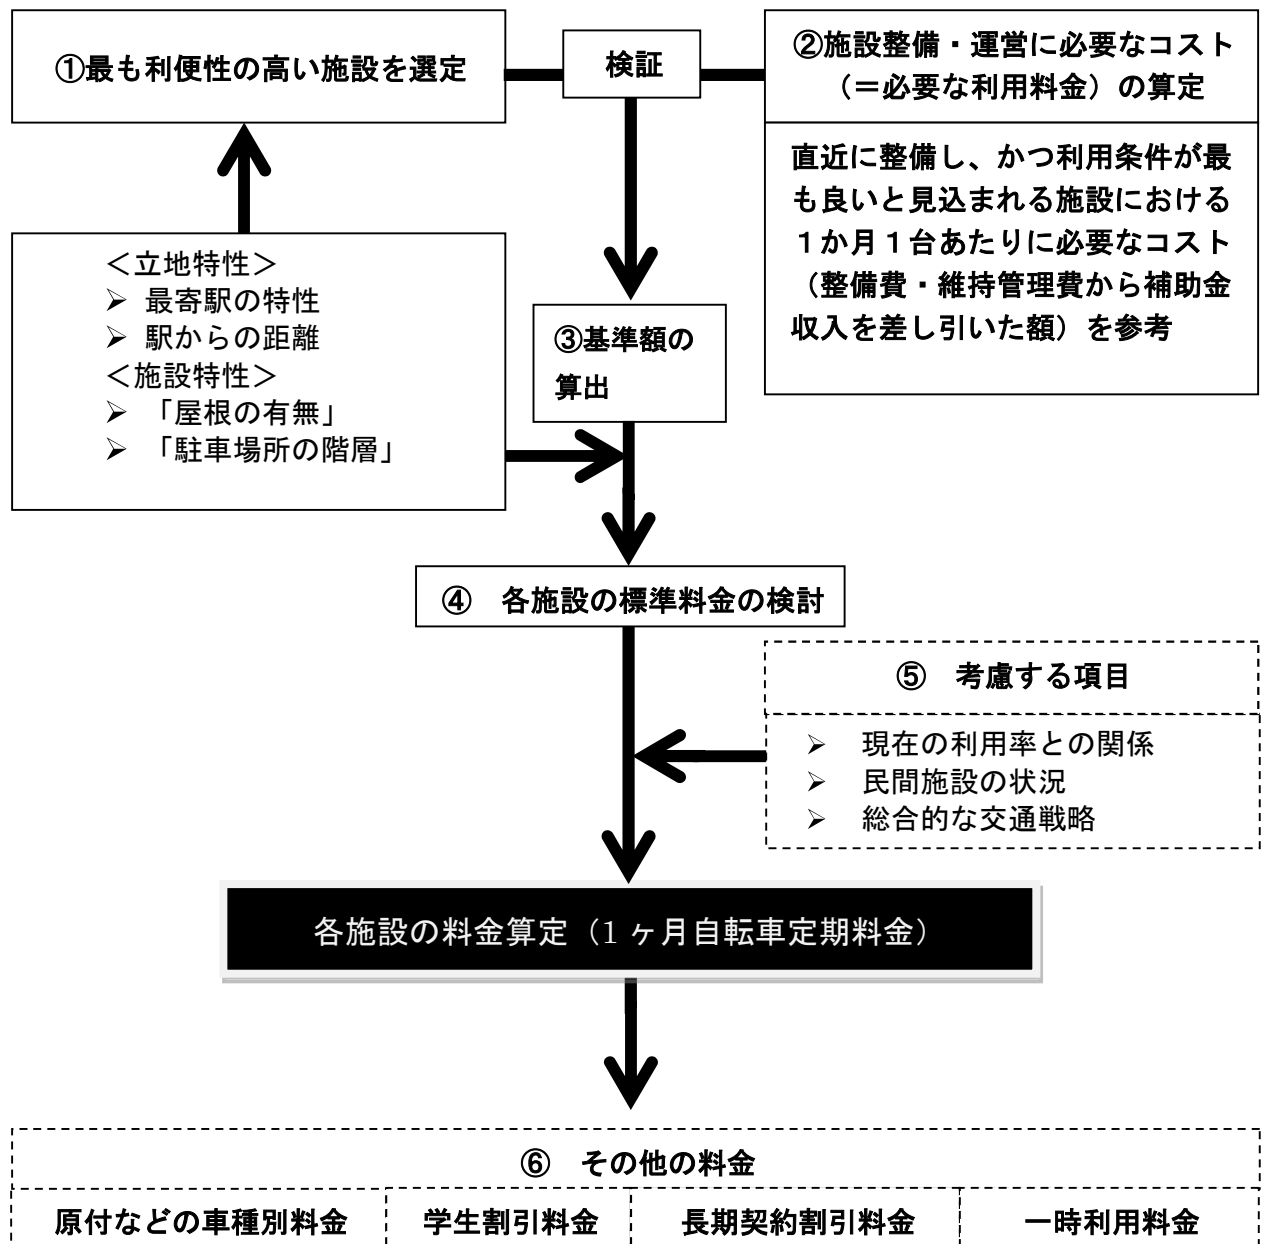 ①最も利便性の高い施設を選定
検証
②施設整備・運営に必要なコスト
（＝必要な利用料金）の算定
直近に整備し、かつ利用条件が最
も良いと見込まれる施設における
１か月１台あたりに必要なコスト
（整備費・維持管理費から補助金
収入を差し引いた額）を参考
＜立地特性＞
➢ 最寄駅の特性
➢ 駅からの距離
＜施設特性＞
➢ 「屋根の有無」
➢ 「駐車場所の階層」
③基準額の
算出
④　各施設の標準料金の検討
⑤　考慮する項目
➢ 現在の利用率との関係
➢ 民間施設の状況
➢ 総合的な交通戦略
各施設の料金算定（1 ヶ月自転車定期料金）
⑥　その他の料金
原付などの車種別料金
学生割引料金
長期契約割引料金
一時利用料金